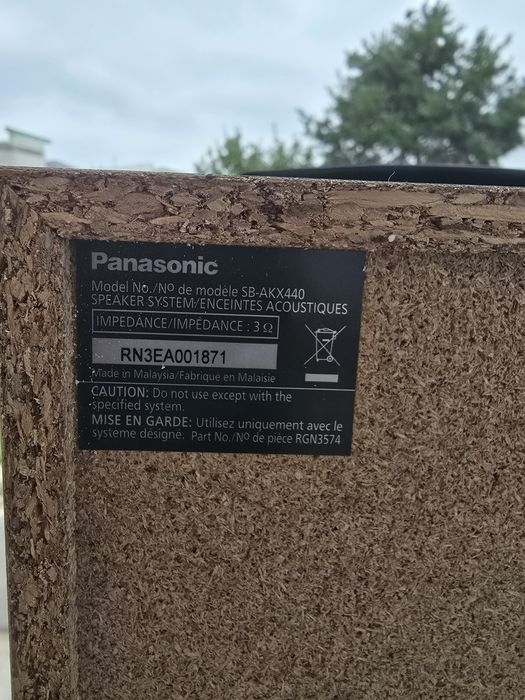 Panasonic
Model No./Nº de modèle SB-AKX440
SPEAKER SYSTEM/ENCEINTES ACOUSTIQUES
IMPEDANCE/IMPÉDANCE : 3 Ω
RN3EA001871
Made in Malaysia/Fabriqué en Malaisie
CAUTION: Do not use except with the
specified system.
MISE EN GARDE: Utilisez uniquement avec le
système désigné. Part No./Nº de pièce RGN3574